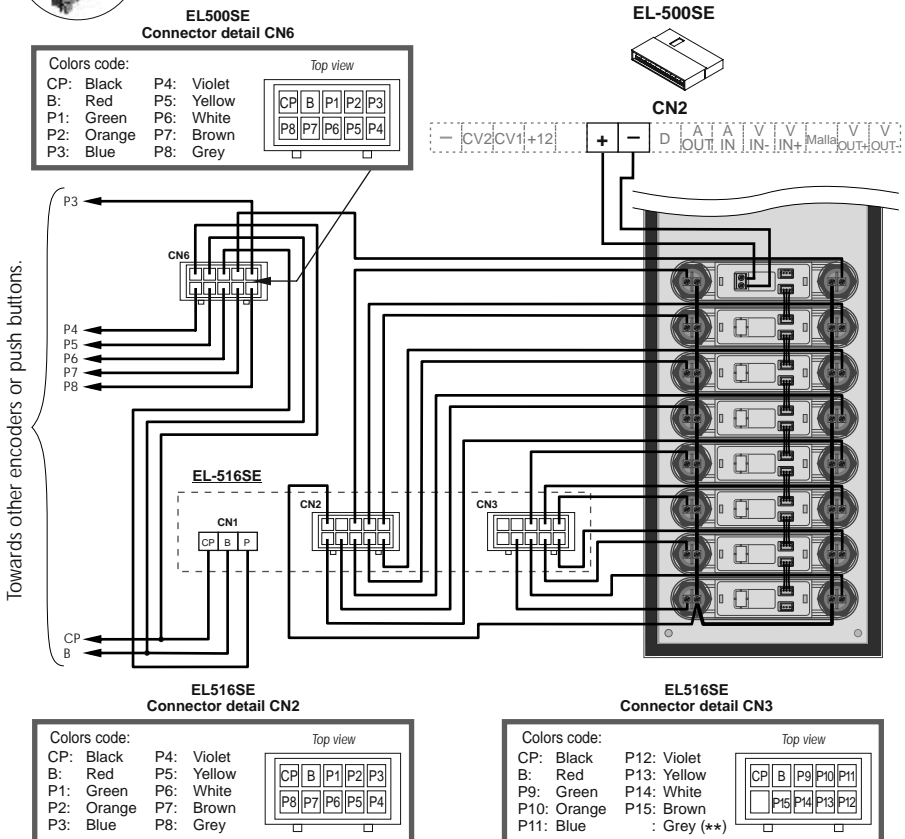 EL500SE
Connector detail CN6
Colors code:
CP: Black P4: Violet
B: Red P5: Yellow
P1: Green P6: White
P2: Orange P7: Brown
P3: Blue P8: Grey
Top view
CP B P1 P2 P3
P8 P7 P6 P5 P4
EL-500SE
CN2
– CV2 CV1 +12 + – D A OUT A IN V IN- V IN+ Malla V OUT+ V OUT-
Towards other encoders or push buttons.
P3
CN6
P4
P5
P6
P7
P8
EL-516SE
CN1
CP B P
CN2
CN3
CP
B
EL516SE
Connector detail CN2
Colors code:
CP: Black P4: Violet
B: Red P5: Yellow
P1: Green P6: White
P2: Orange P7: Brown
P3: Blue P8: Grey
Top view
CP B P1 P2 P3
P8 P7 P6 P5 P4
EL516SE
Connector detail CN3
Colors code:
CP: Black P12: Violet
B: Red P13: Yellow
P9: Green P14: White
P10: Orange P15: Brown
P11: Blue : Grey (**)
Top view
CP B P9 P10 P11
P15 P14 P13 P12